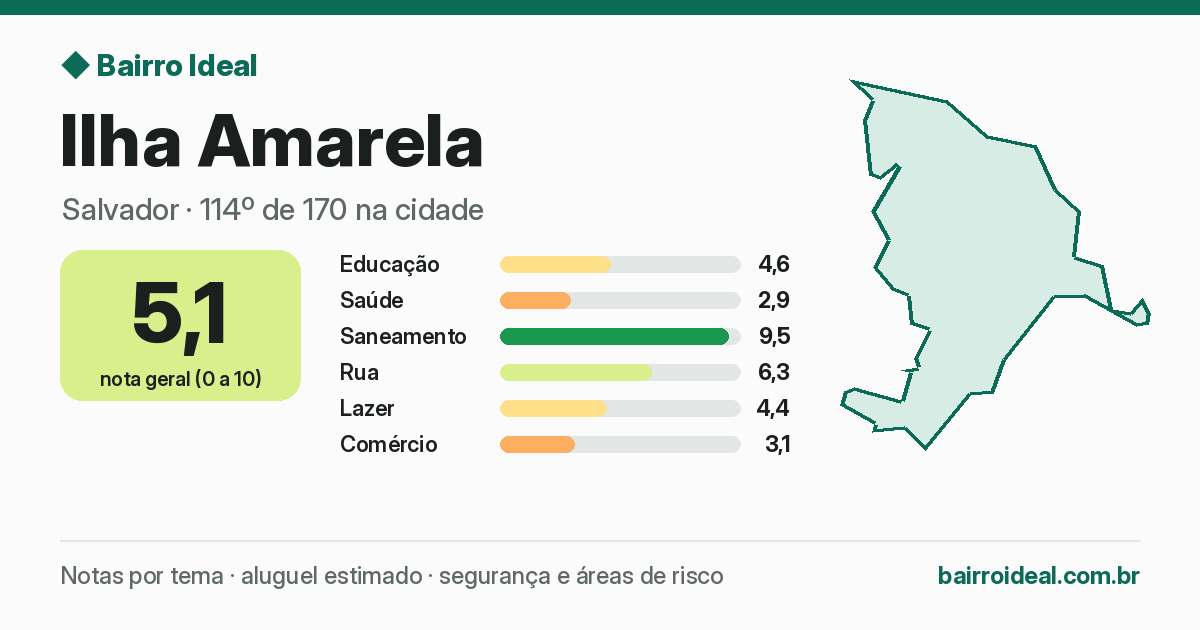 Bairro Ideal
Ilha Amarela
Salvador · 114º de 170 na cidade
5,1
nota geral (0 a 10)
Educação 4,6
Saúde 2,9
Saneamento 9,5
Rua 6,3
Lazer 4,4
Comércio 3,1
Notas por tema · aluguel estimado · segurança e áreas de risco
bairroideal.com.br